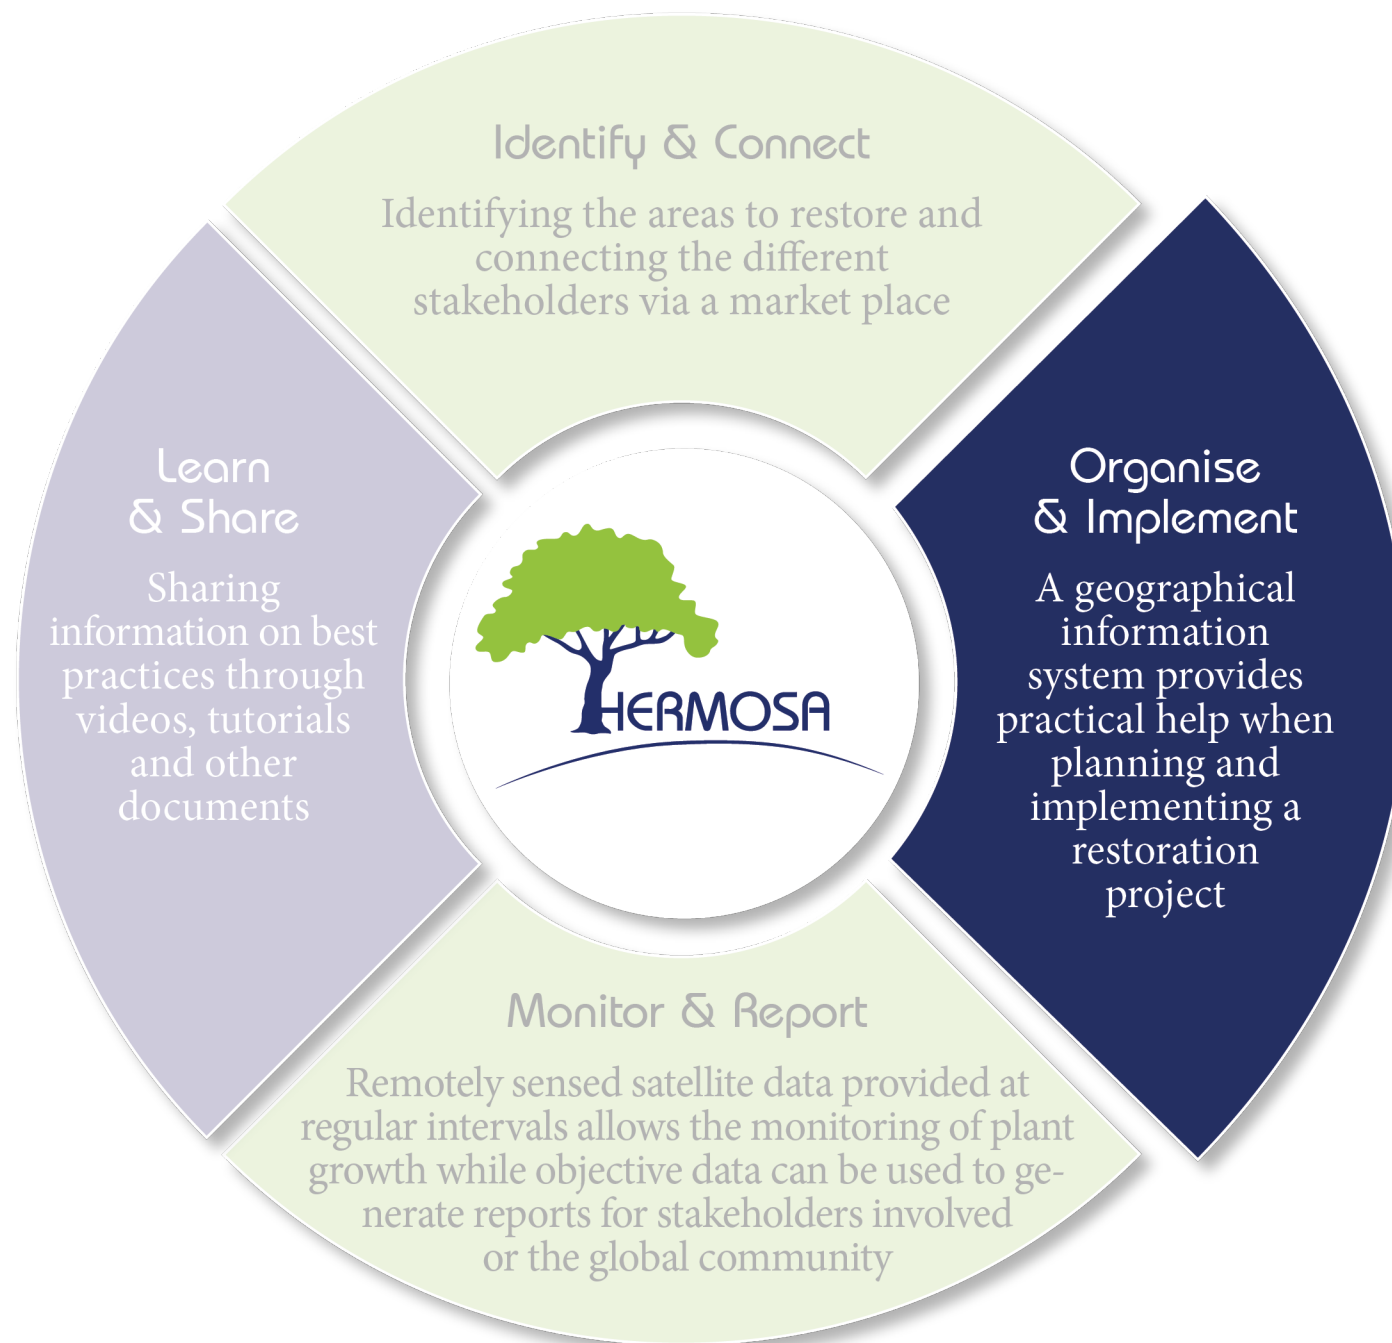 Identify & Connect
Identifying the areas to restore and
connecting the different
stakeholders via a market place
Learn
& Share
Sharing
information on best
practices through
videos, tutorials
and other
documents
HERMOSA
Organise
& Implement
A geographical
information
system provides
practical help when
planning and
implementing a
restoration
project
Monitor & Report
Remotely sensed satellite data provided at
regular intervals allows the monitoring of plant
growth while objective data can be used to ge-
nerate reports for stakeholders involved
or the global community